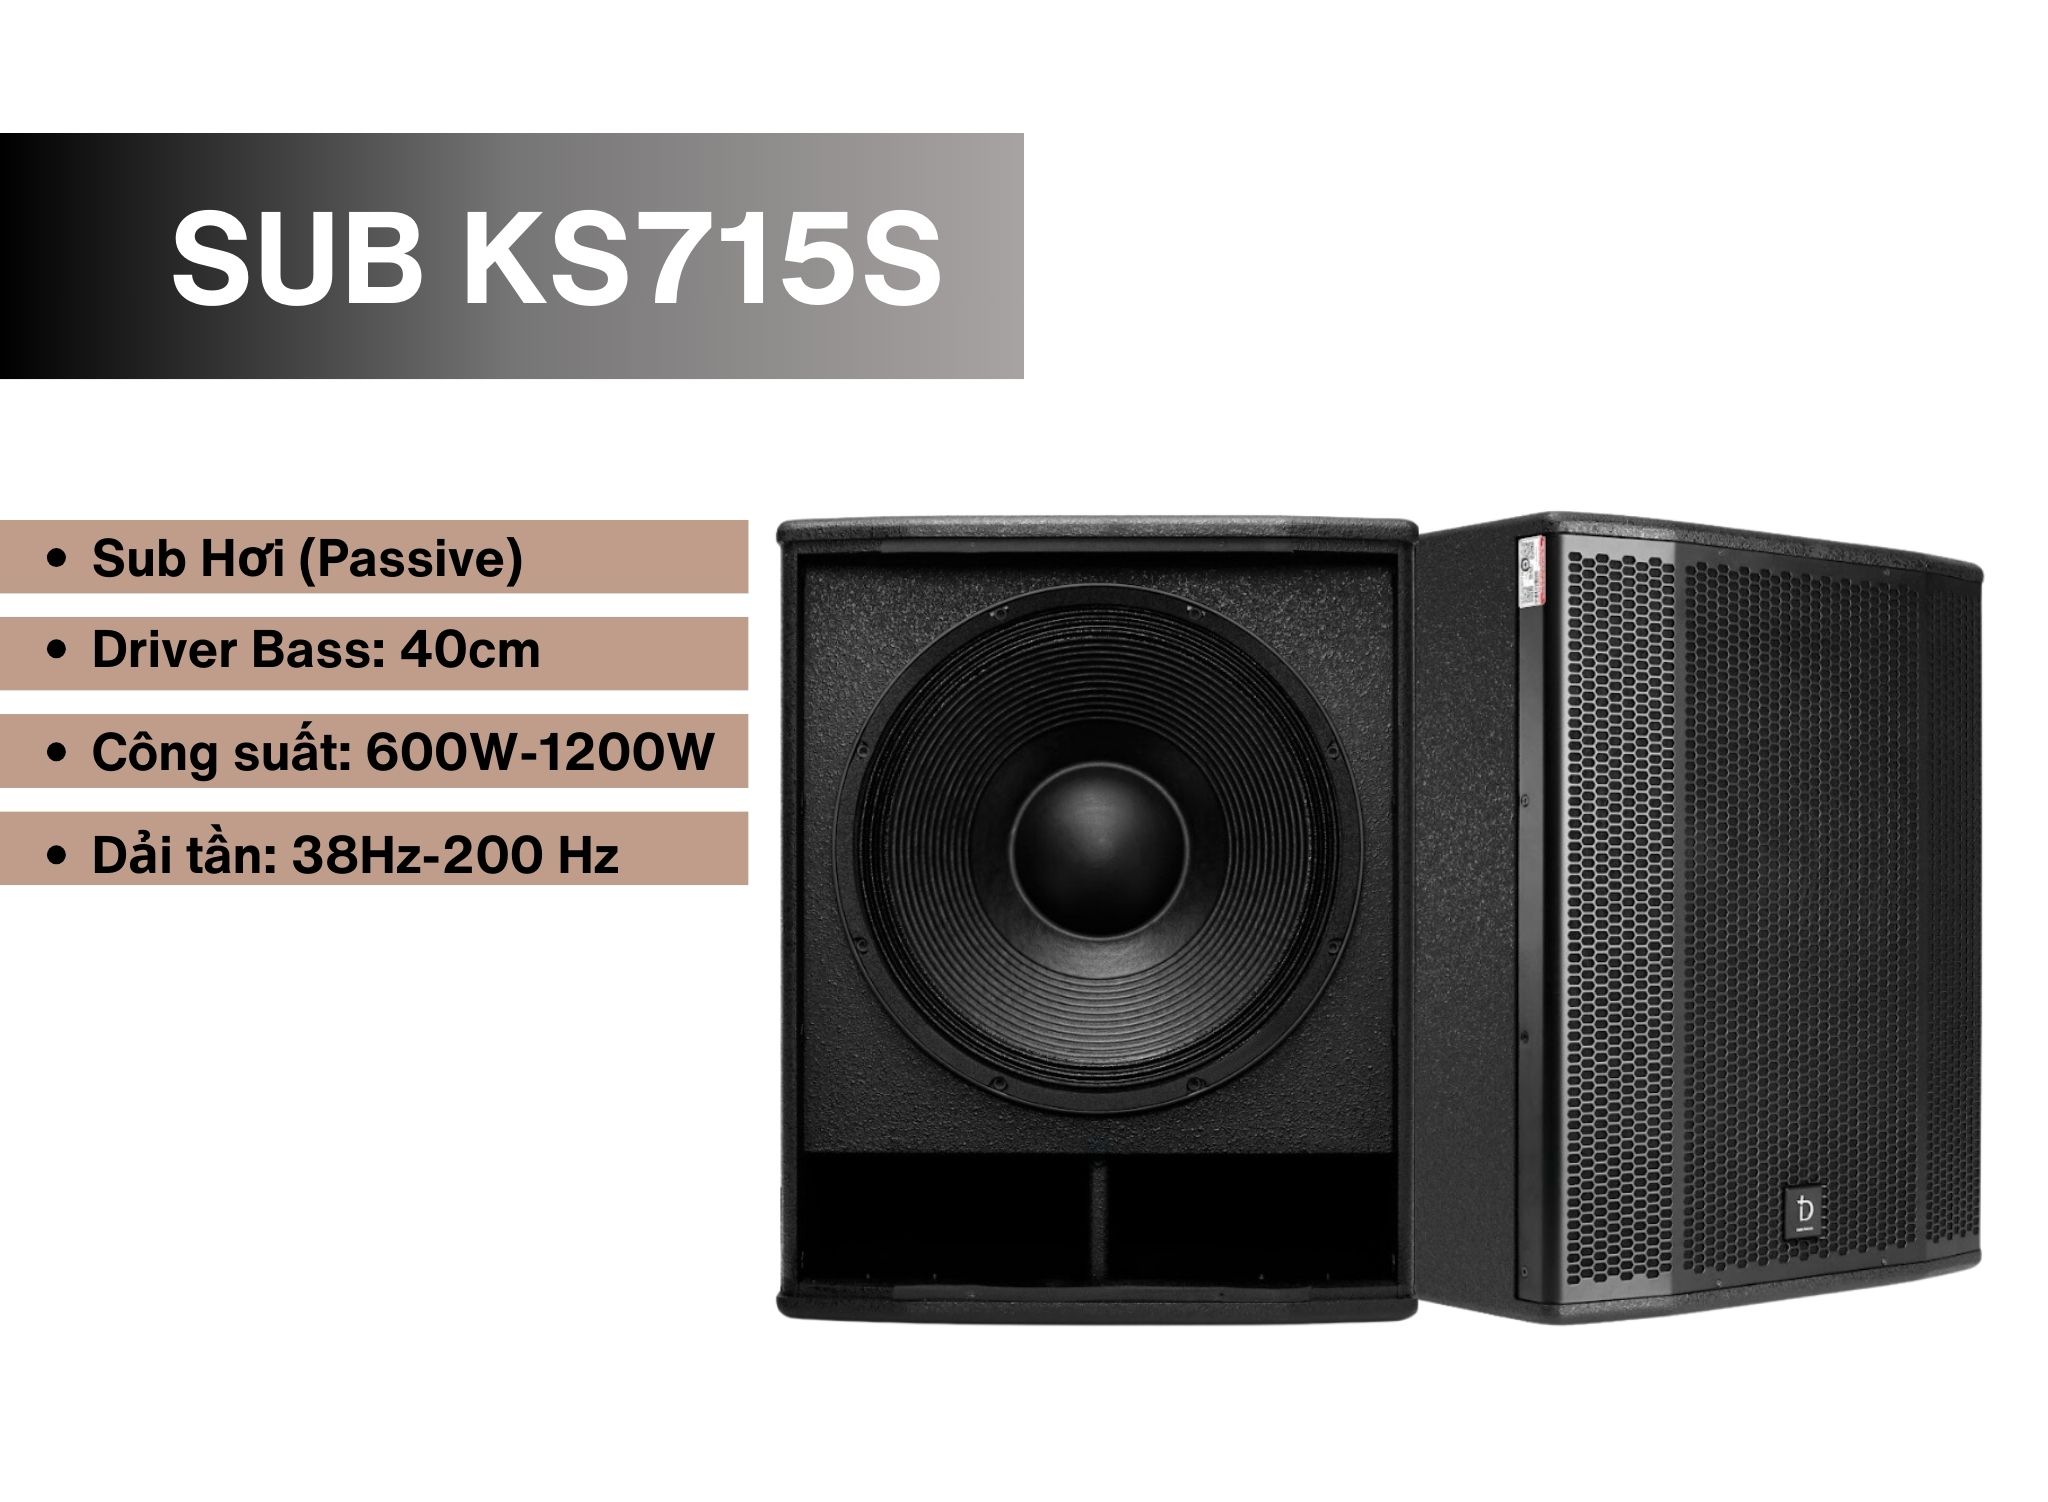 SUB KS715S
• Sub Hơi (Passive)
• Driver Bass: 40cm
• Công suất: 600W-1200W
• Dải tần: 38Hz-200 Hz